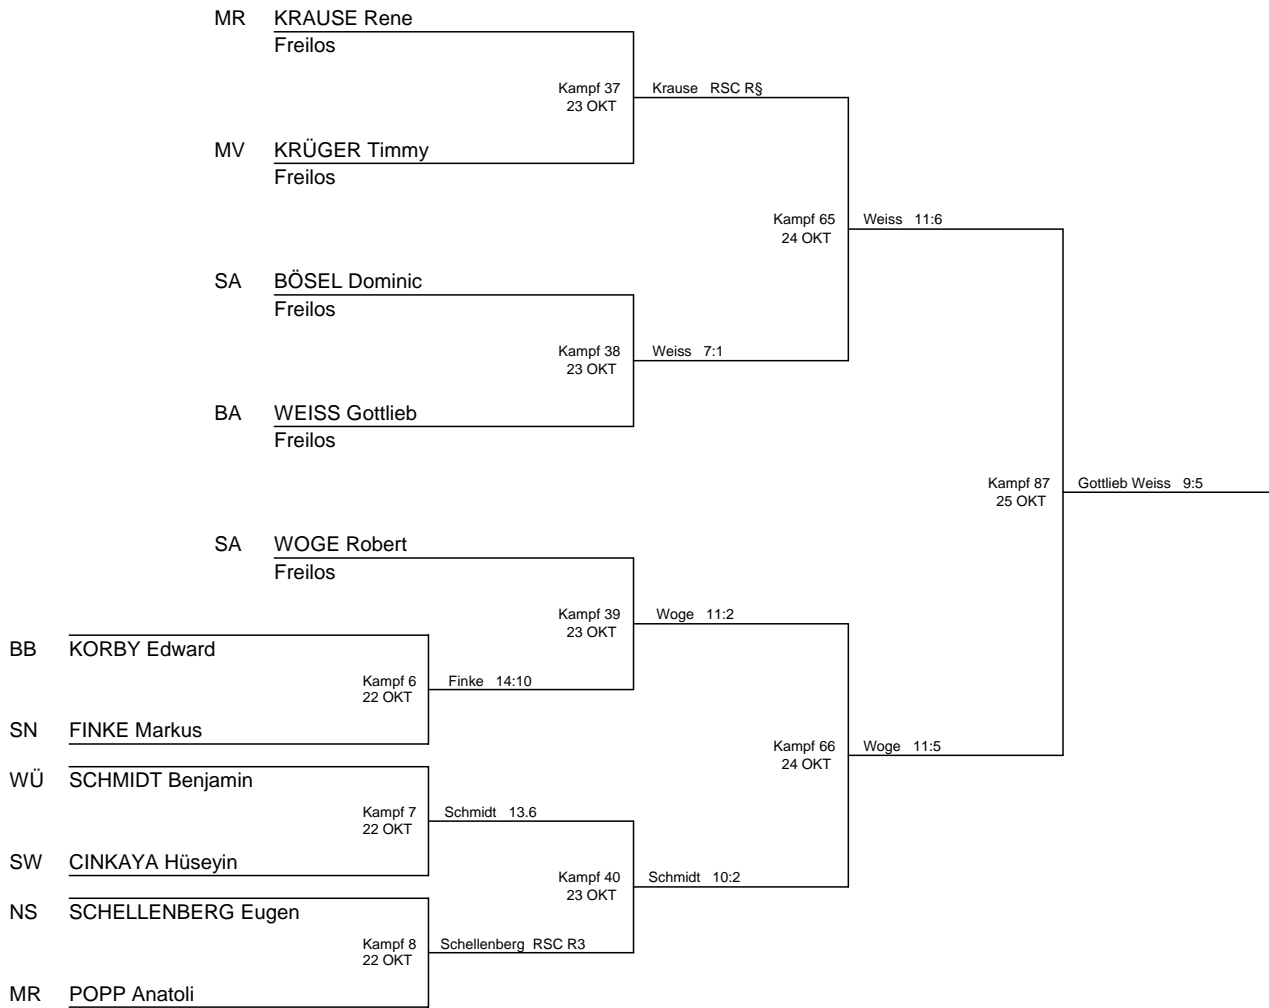 MR KRAUSE Rene
Freilos
Kampf 37 Krause RSC R§
23 OKT
MV KRÜGER Timmy
Freilos
Kampf 65 Weiss 11:6
24 OKT
SA BÖSEL Dominic
Freilos
Kampf 38 Weiss 7:1
23 OKT
BA WEISS Gottlieb
Freilos
Kampf 87 Gottlieb Weiss 9:5
25 OKT
SA WOGE Robert
Freilos
Kampf 39 Woge 11:2
23 OKT
BB KORBY Edward
Kampf 6 Finke 14:10
22 OKT
SN FINKE Markus
Kampf 66 Woge 11:5
24 OKT
WÜ SCHMIDT Benjamin
Kampf 7 Schmidt 13.6
22 OKT
SW CINKAYA Hüseyin
Kampf 40 Schmidt 10:2
23 OKT
NS SCHELLENBERG Eugen
Kampf 8 Schellenberg RSC R3
22 OKT
MR POPP Anatoli